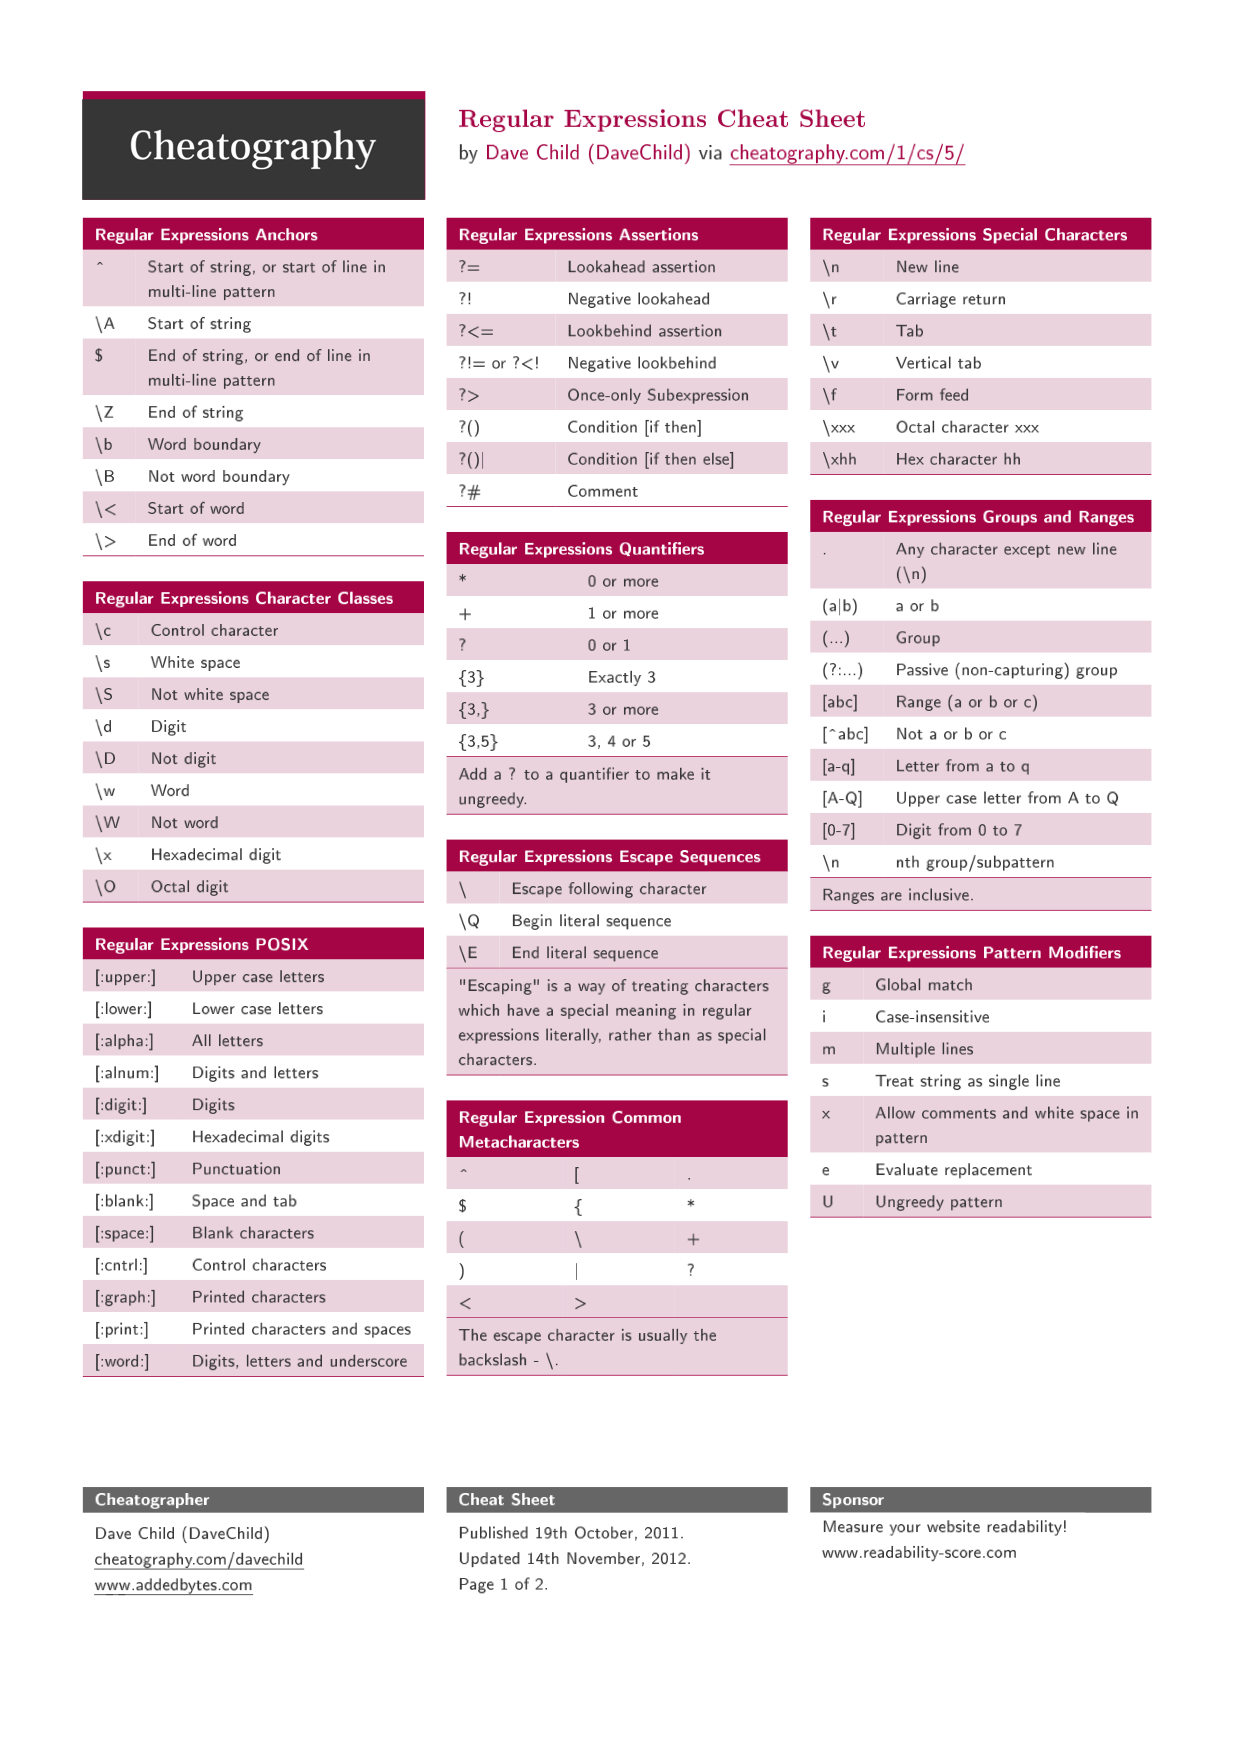 Cheatography
Regular Expressions Cheat Sheet
by Dave Child (DaveChild) via cheatography.com/1/cs/5/
Regular Expressions Anchors
^ Start of string, or start of line in
multi-line pattern
\A Start of string
$ End of string, or end of line in
multi-line pattern
\Z End of string
\b Word boundary
\B Not word boundary
\< Start of word
\> End of word
Regular Expressions Character Classes
\c Control character
\s White space
\S Not white space
\d Digit
\D Not digit
\w Word
\W Not word
\x Hexadecimal digit
\O Octal digit
Regular Expressions POSIX
[:upper:] Upper case letters
[:lower:] Lower case letters
[:alpha:] All letters
[:alnum:] Digits and letters
[:digit:] Digits
[:xdigit:] Hexadecimal digits
[:punct:] Punctuation
[:blank:] Space and tab
[:space:] Blank characters
[:cntrl:] Control characters
[:graph:] Printed characters
[:print:] Printed characters and spaces
[:word:] Digits, letters and underscore
Regular Expressions Assertions
?= Lookahead assertion
?! Negative lookahead
?<= Lookbehind assertion
?!= or ?<! Negative lookbehind
?> Once-only Subexpression
?() Condition [if then]
?()| Condition [if then else]
?# Comment
Regular Expressions Quantifiers
* 0 or more
+ 1 or more
? 0 or 1
{3} Exactly 3
{3,} 3 or more
{3,5} 3, 4 or 5
Add a ? to a quantifier to make it
ungreedy.
Regular Expressions Escape Sequences
\ Escape following character
\Q Begin literal sequence
\E End literal sequence
"Escaping" is a way of treating characters
which have a special meaning in regular
expressions literally, rather than as special
characters.
Regular Expression Common
Metacharacters
^ [ .
$ { *
( \ +
) | ?
< >
The escape character is usually the
backslash - \.
Regular Expressions Special Characters
\n New line
\r Carriage return
\t Tab
\v Vertical tab
\f Form feed
\xxx Octal character xxx
\xhh Hex character hh
Regular Expressions Groups and Ranges
. Any character except new line
(\n)
(a|b) a or b
(...) Group
(?:...) Passive (non-capturing) group
[abc] Range (a or b or c)
[^abc] Not a or b or c
[a-q] Letter from a to q
[A-Q] Upper case letter from A to Q
[0-7] Digit from 0 to 7
\n nth group/subpattern
Ranges are inclusive.
Regular Expressions Pattern Modifiers
g Global match
i Case-insensitive
m Multiple lines
s Treat string as single line
x Allow comments and white space in
pattern
e Evaluate replacement
U Ungreedy pattern
Cheatographer
Dave Child (DaveChild)
cheatography.com/davechild
www.addedbytes.com
Cheat Sheet
Published 19th October, 2011.
Updated 14th November, 2012.
Page 1 of 2.
Sponsor
Measure your website readability!
www.readability-score.com